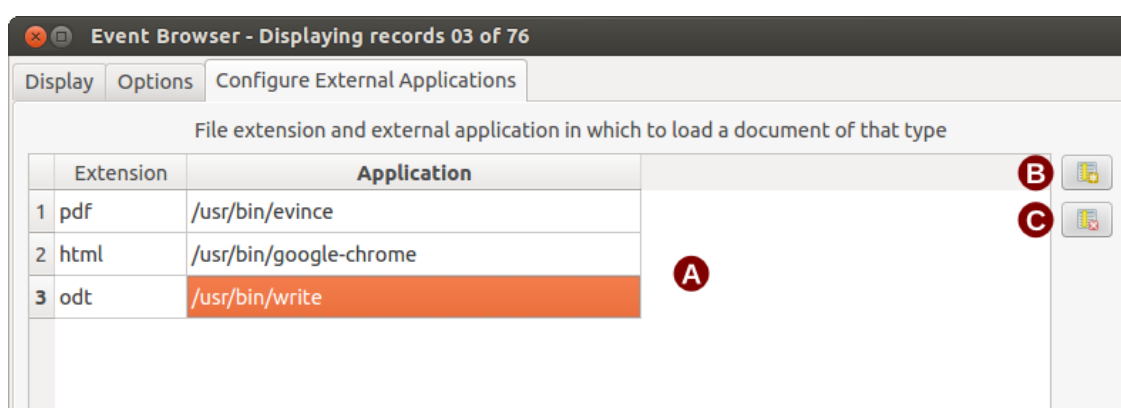 Event Browser - Displaying records 03 of 76
Display Options Configure External Applications
File extension and external application in which to load a document of that type
Extension Application
B
1 pdf /usr/bin/evince
C
2 html /usr/bin/google-chrome
A
3 odt /usr/bin/write